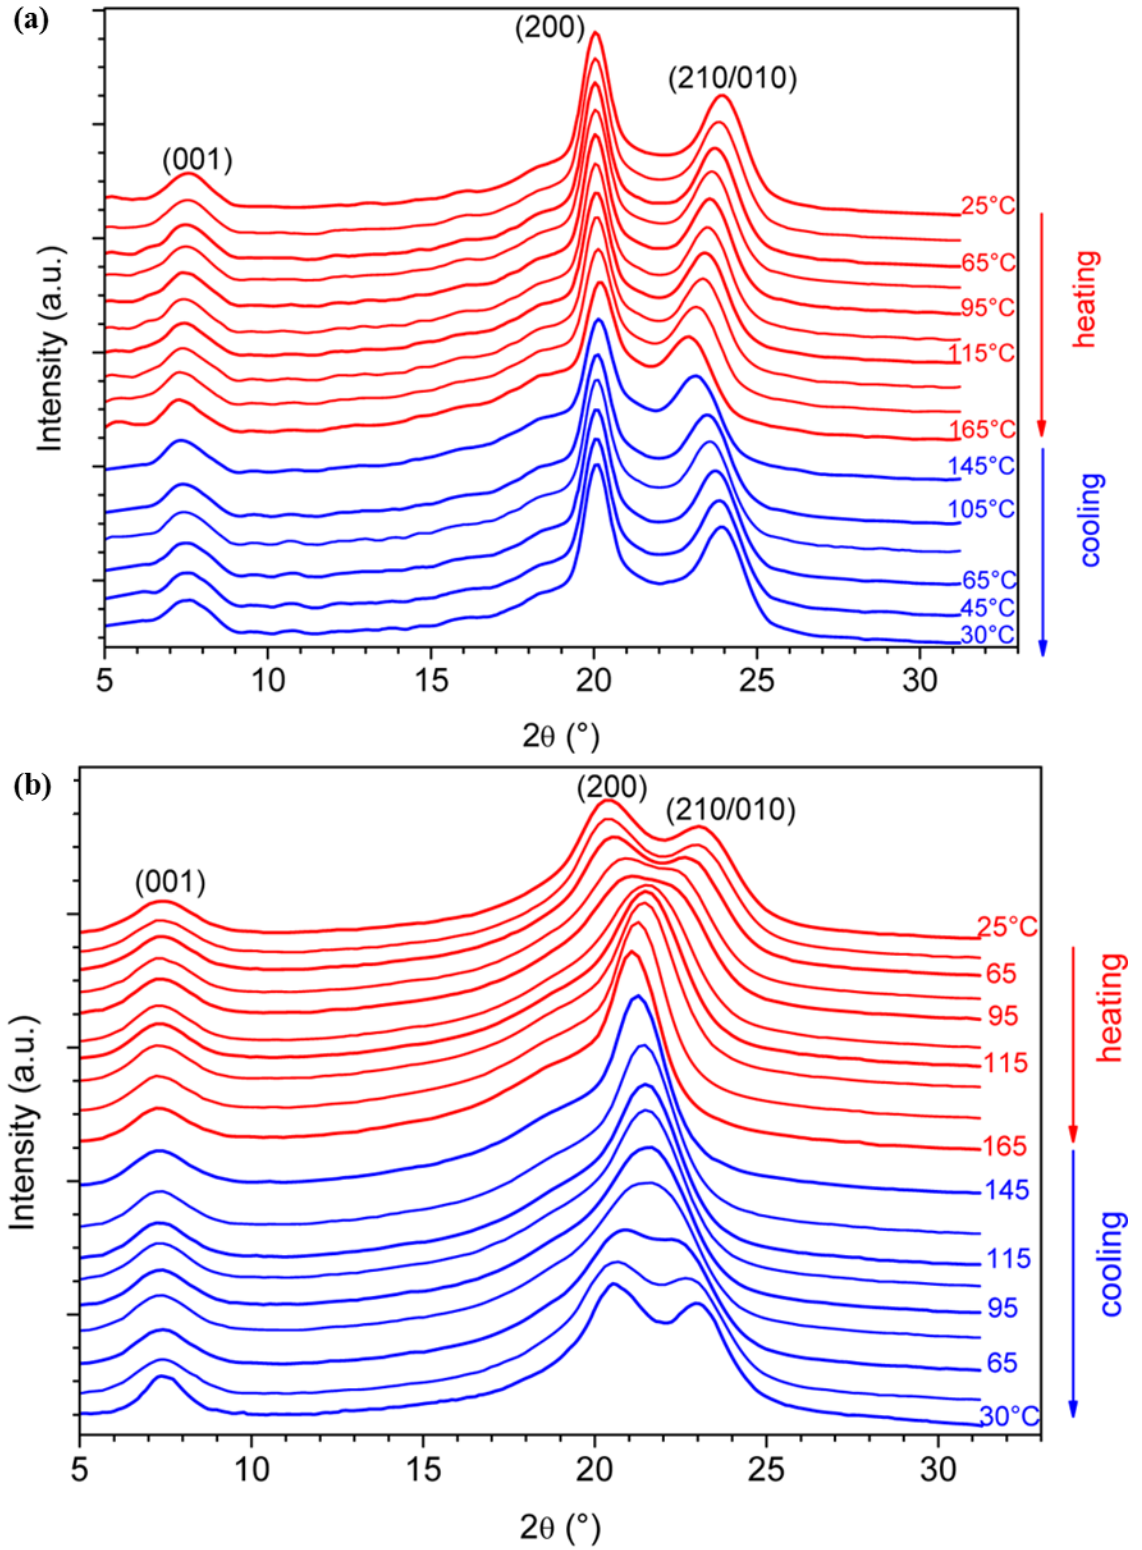 (a)
(200)
(210/010)
(001)
25°C
65°C
95°C
115°C
165°C
145°C
105°C
65°C
45°C
30°C
heating
cooling
Intensity (a.u.)
5 10 15 20 25 30
2θ (°)
(b)
(200)
(210/010)
(001)
25°C
65
95
115
165
145
115
95
65
30°C
heating
cooling
Intensity (a.u.)
5 10 15 20 25 30
2θ (°)